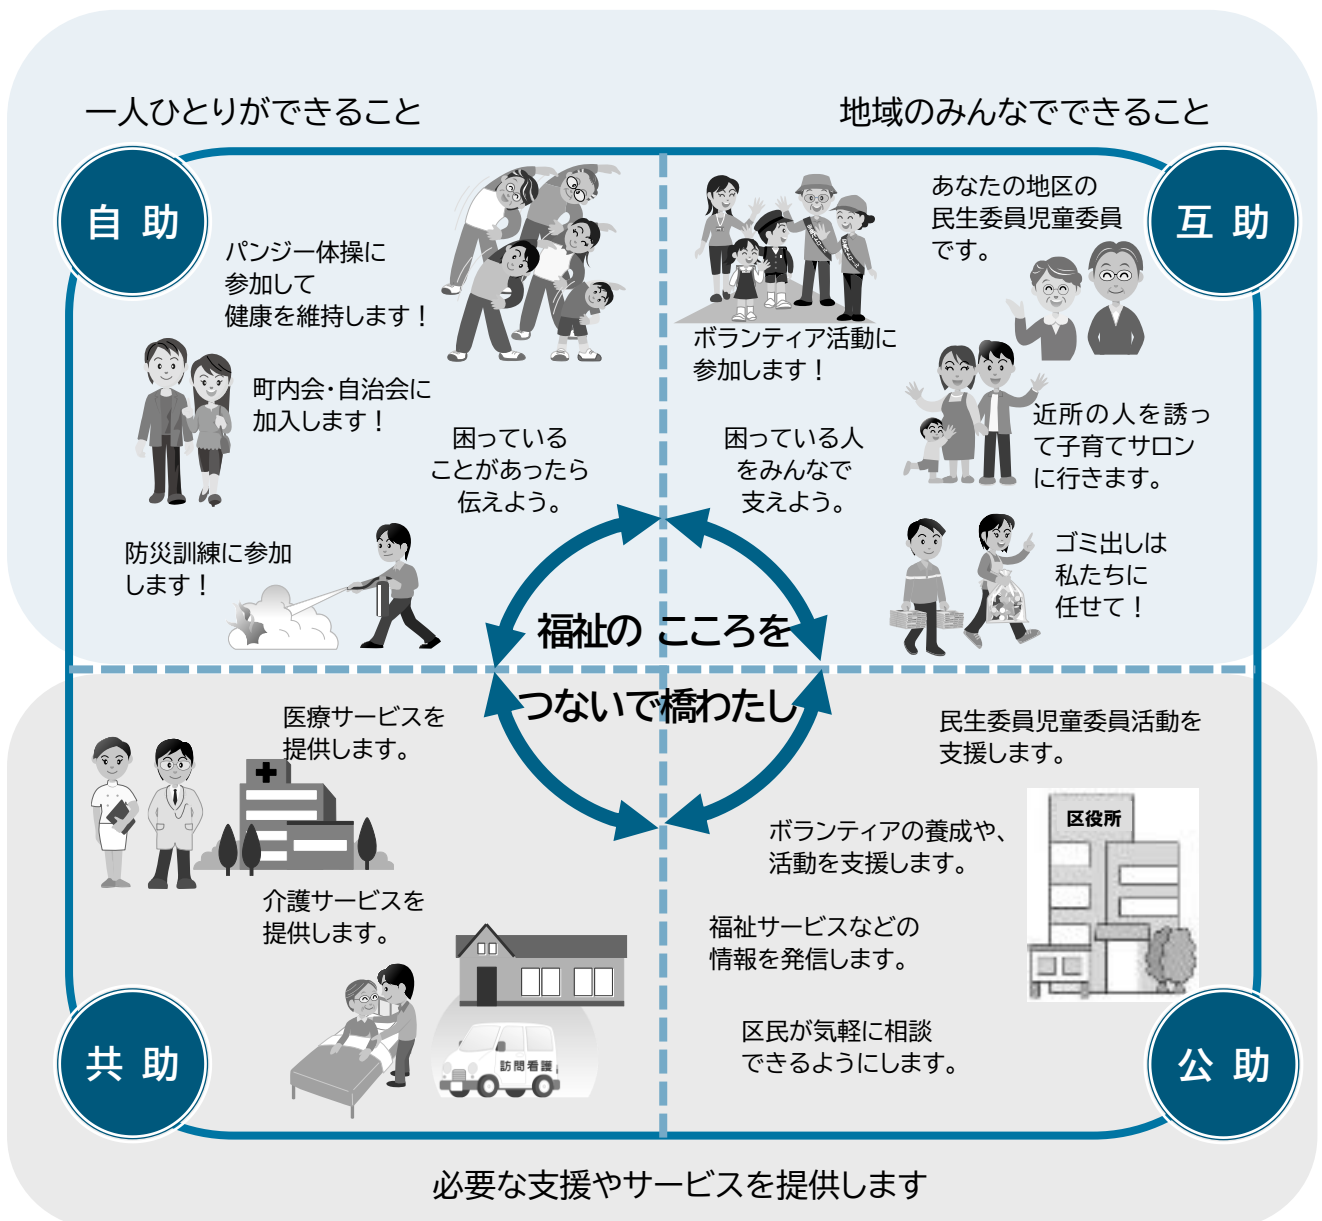 一人ひとりができること
地域のみんなでできること
自助
パンジー体操に
参加して
健康を維持します！
町内会・自治会に
加入します！
困っている
ことがあったら
伝えよう。
防災訓練に参加
します！
互助
あなたの地区の
民生委員児童委員
です。
ボランティア活動に
参加します！
近所の人を誘っ
て子育てサロン
に行きます。
困っている人
をみんなで
支えよう。
ゴミ出しは
私たちに
任せて！
福祉の こころを
つないで橋わたし
医療サービスを
提供します。
介護サービスを
提供します。
訪問看護
共助
民生委員児童委員活動を
支援します。
区役所
ボランティアの養成や、
活動を支援します。
福祉サービスなどの
情報を発信します。
区民が気軽に相談
できるようにします。
公助
必要な支援やサービスを提供します